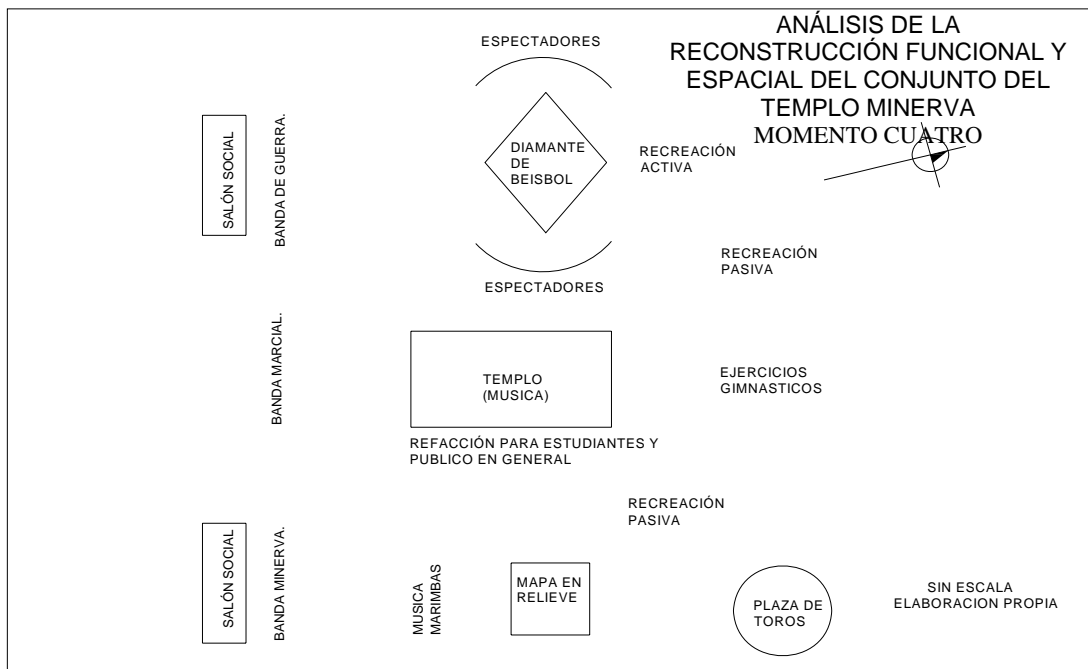 ANÁLISIS DE LA
RECONSTRUCCIÓN FUNCIONAL Y
ESPACIAL DEL CONJUNTO DEL
TEMPLO MINERVA
MOMENTO CUATRO
ESPECTADORES
SALÓN SOCIAL
BANDA DE GUERRA.
DIAMANTE
DE
BEISBOL
RECREACIÓN
ACTIVA
ESPECTADORES
RECREACIÓN
PASIVA
BANDA MARCIAL.
TEMPLO
(MUSICA)
EJERCICIOS
GIMNASTICOS
REFACCIÓN PARA ESTUDIANTES Y
PUBLICO EN GENERAL
RECREACIÓN
PASIVA
SALÓN SOCIAL
BANDA MINERVA.
MUSICA
MARIMBAS
MAPA EN
RELIEVE
PLAZA DE
TOROS
SIN ESCALA
ELABORACION PROPIA